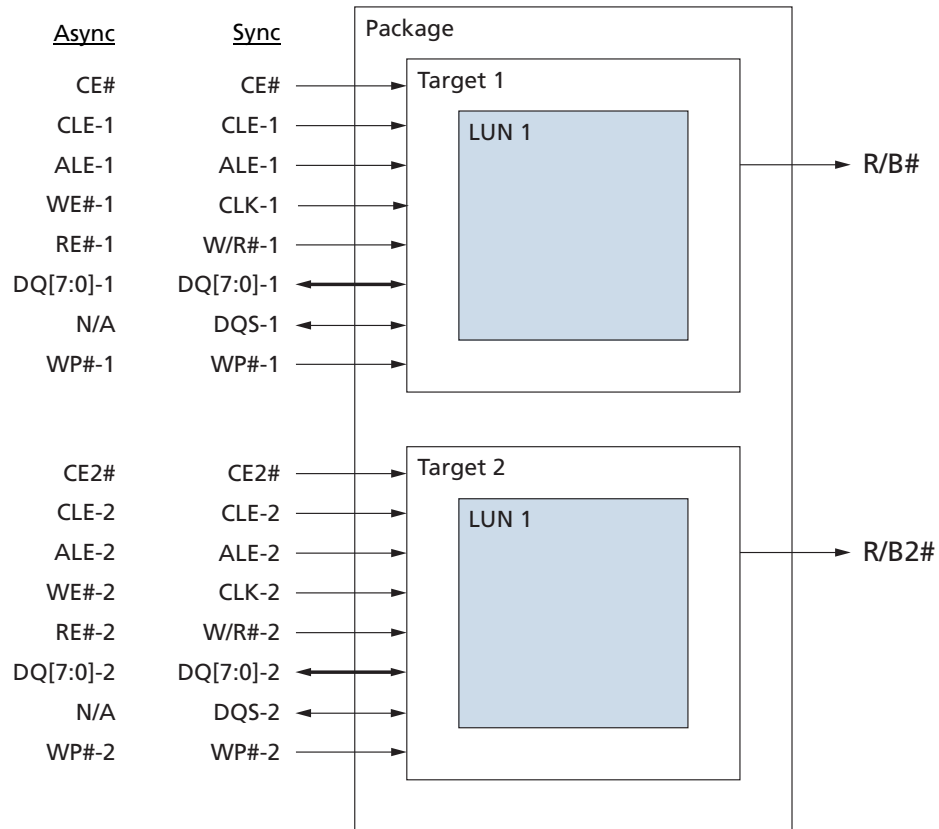 Async Sync Package
CE# CE# Target 1
CLE-1 CLE-1 LUN 1
ALE-1 ALE-1 R/B#
WE#-1 CLK-1
RE#-1 W/R#-1
DQ[7:0]-1 DQ[7:0]-1
N/A DQS-1
WP#-1 WP#-1
CE2# CE2# Target 2
CLE-2 CLE-2 LUN 1
ALE-2 ALE-2 R/B2#
WE#-2 CLK-2
RE#-2 W/R#-2
DQ[7:0]-2 DQ[7:0]-2
N/A DQS-2
WP#-2 WP#-2